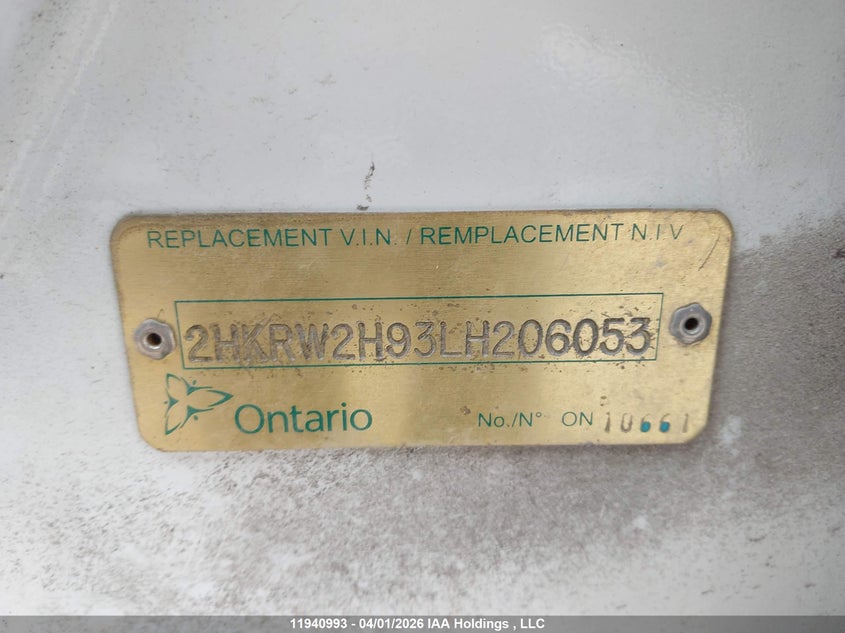 REPLACEMENT V.I.N. / REMPLACEMENT N.I.V
2HKRW2H93LH206053
Ontario
No./N° ON 10661
11940993 - 04/01/2026 IAA Holdings , LLC